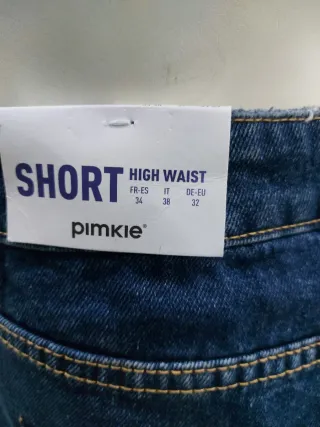 SHORT HIGH WAIST
FR-ES IT DE-EU
34 38 32
pimkie®